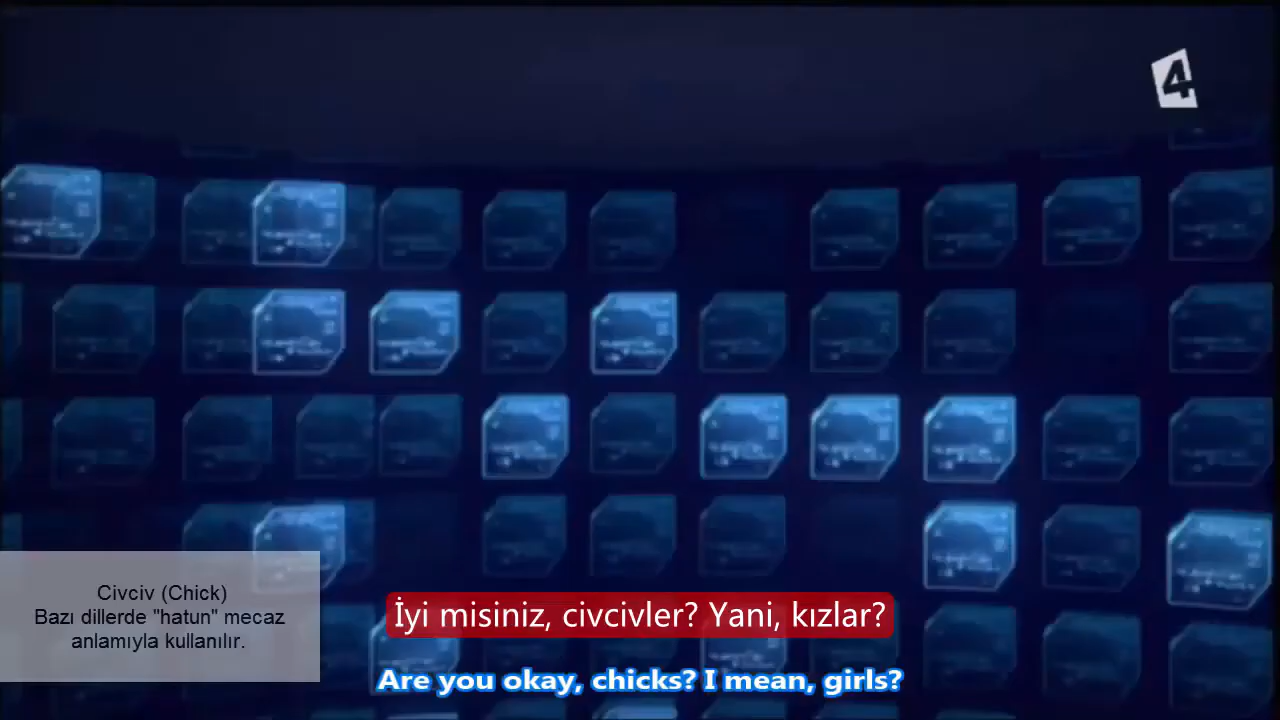 4
Civciv (Chick)
Bazı dillerde "hatun" mecaz
anlamıyla kullanılır.
İyi misiniz, civcivler? Yani, kızlar?
Are you okay, chicks? I mean, girls?